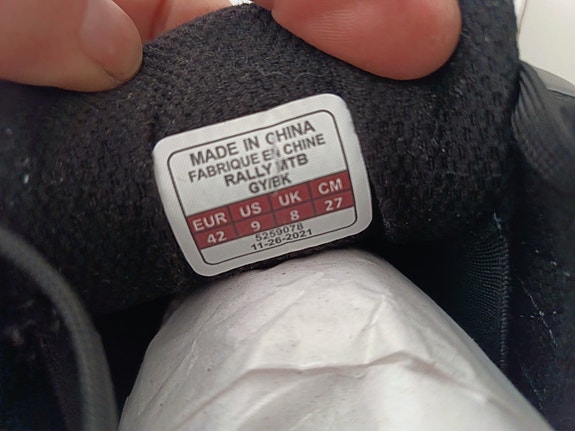 MADE IN CHINA
FABRIQUE EN CHINE
RALLY MTB
GY/BK
EUR US UK CM
42 9 8 27
5259078
11-26-2021